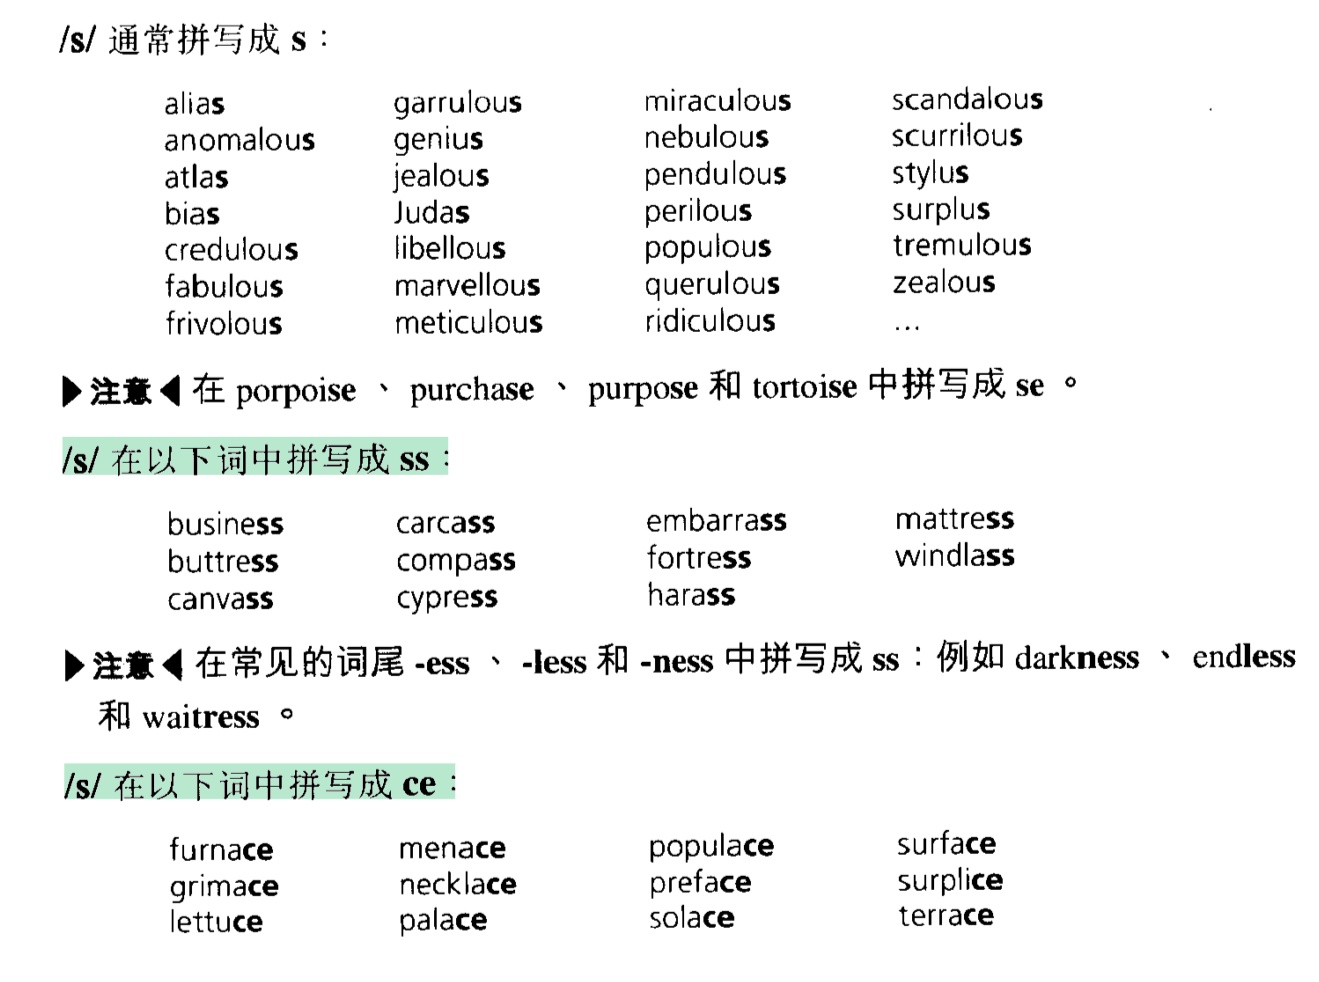 /s/ 通常拼写成 s：
alias garrulous miraculous scandalous
anomalous genius nebulous scurrilous
atlas jealous pendulous stylus
bias Judas perilous surplus
credulous libellous populous tremulous
fabulous marvellous querulous zealous
frivolous meticulous ridiculous ...
▶注意◀ 在 porpoise、purchase、purpose 和 tortoise 中拼写成 se。
/s/ 在以下词中拼写成 ss：
business carcass embarrass mattress
buttress compass fortress windlass
canvass cypress harass
▶注意◀ 在常见的词尾 -ess、-less 和 -ness 中拼写成 ss：例如 darkness、endless
和 waitress。
/s/ 在以下词中拼写成 ce：
furnace menace populace surface
grimace necklace preface surplice
lettuce palace solace terrace